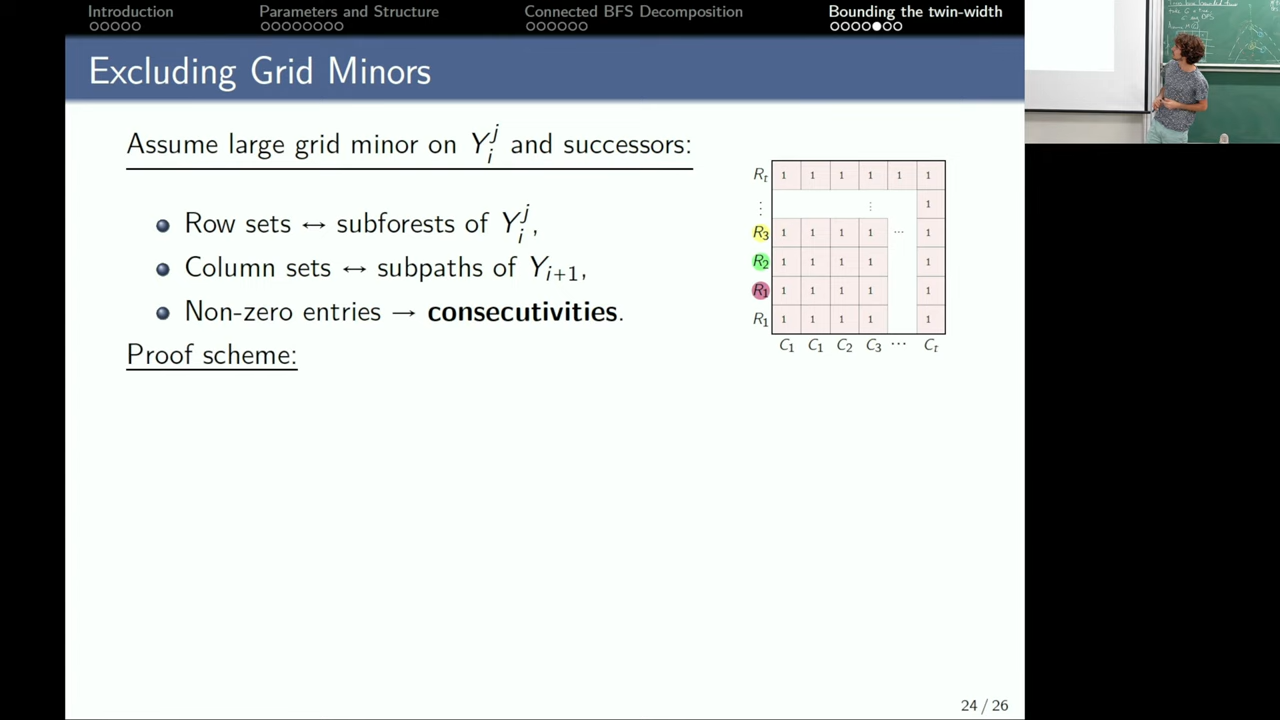 Introduction
Parameters and Structure
Connected BFS Decomposition
Bounding the twin-width
Excluding Grid Minors
Assume large grid minor on Y_i^j and successors:
Row sets ↔ subforests of Y_i^j,
Column sets ↔ subpaths of Y_{i+1},
Non-zero entries → consecutivities.
Proof scheme:
R_t 1 1 1 1 1 1
⋮ ⋮ 1
R_3 1 1 1 1 ⋯ 1
R_2 1 1 1 1 1
R_1 1 1 1 1 1
R_1 1 1 1 1 1
C_1 C_1 C_2 C_3 ⋯ C_t
24 / 26